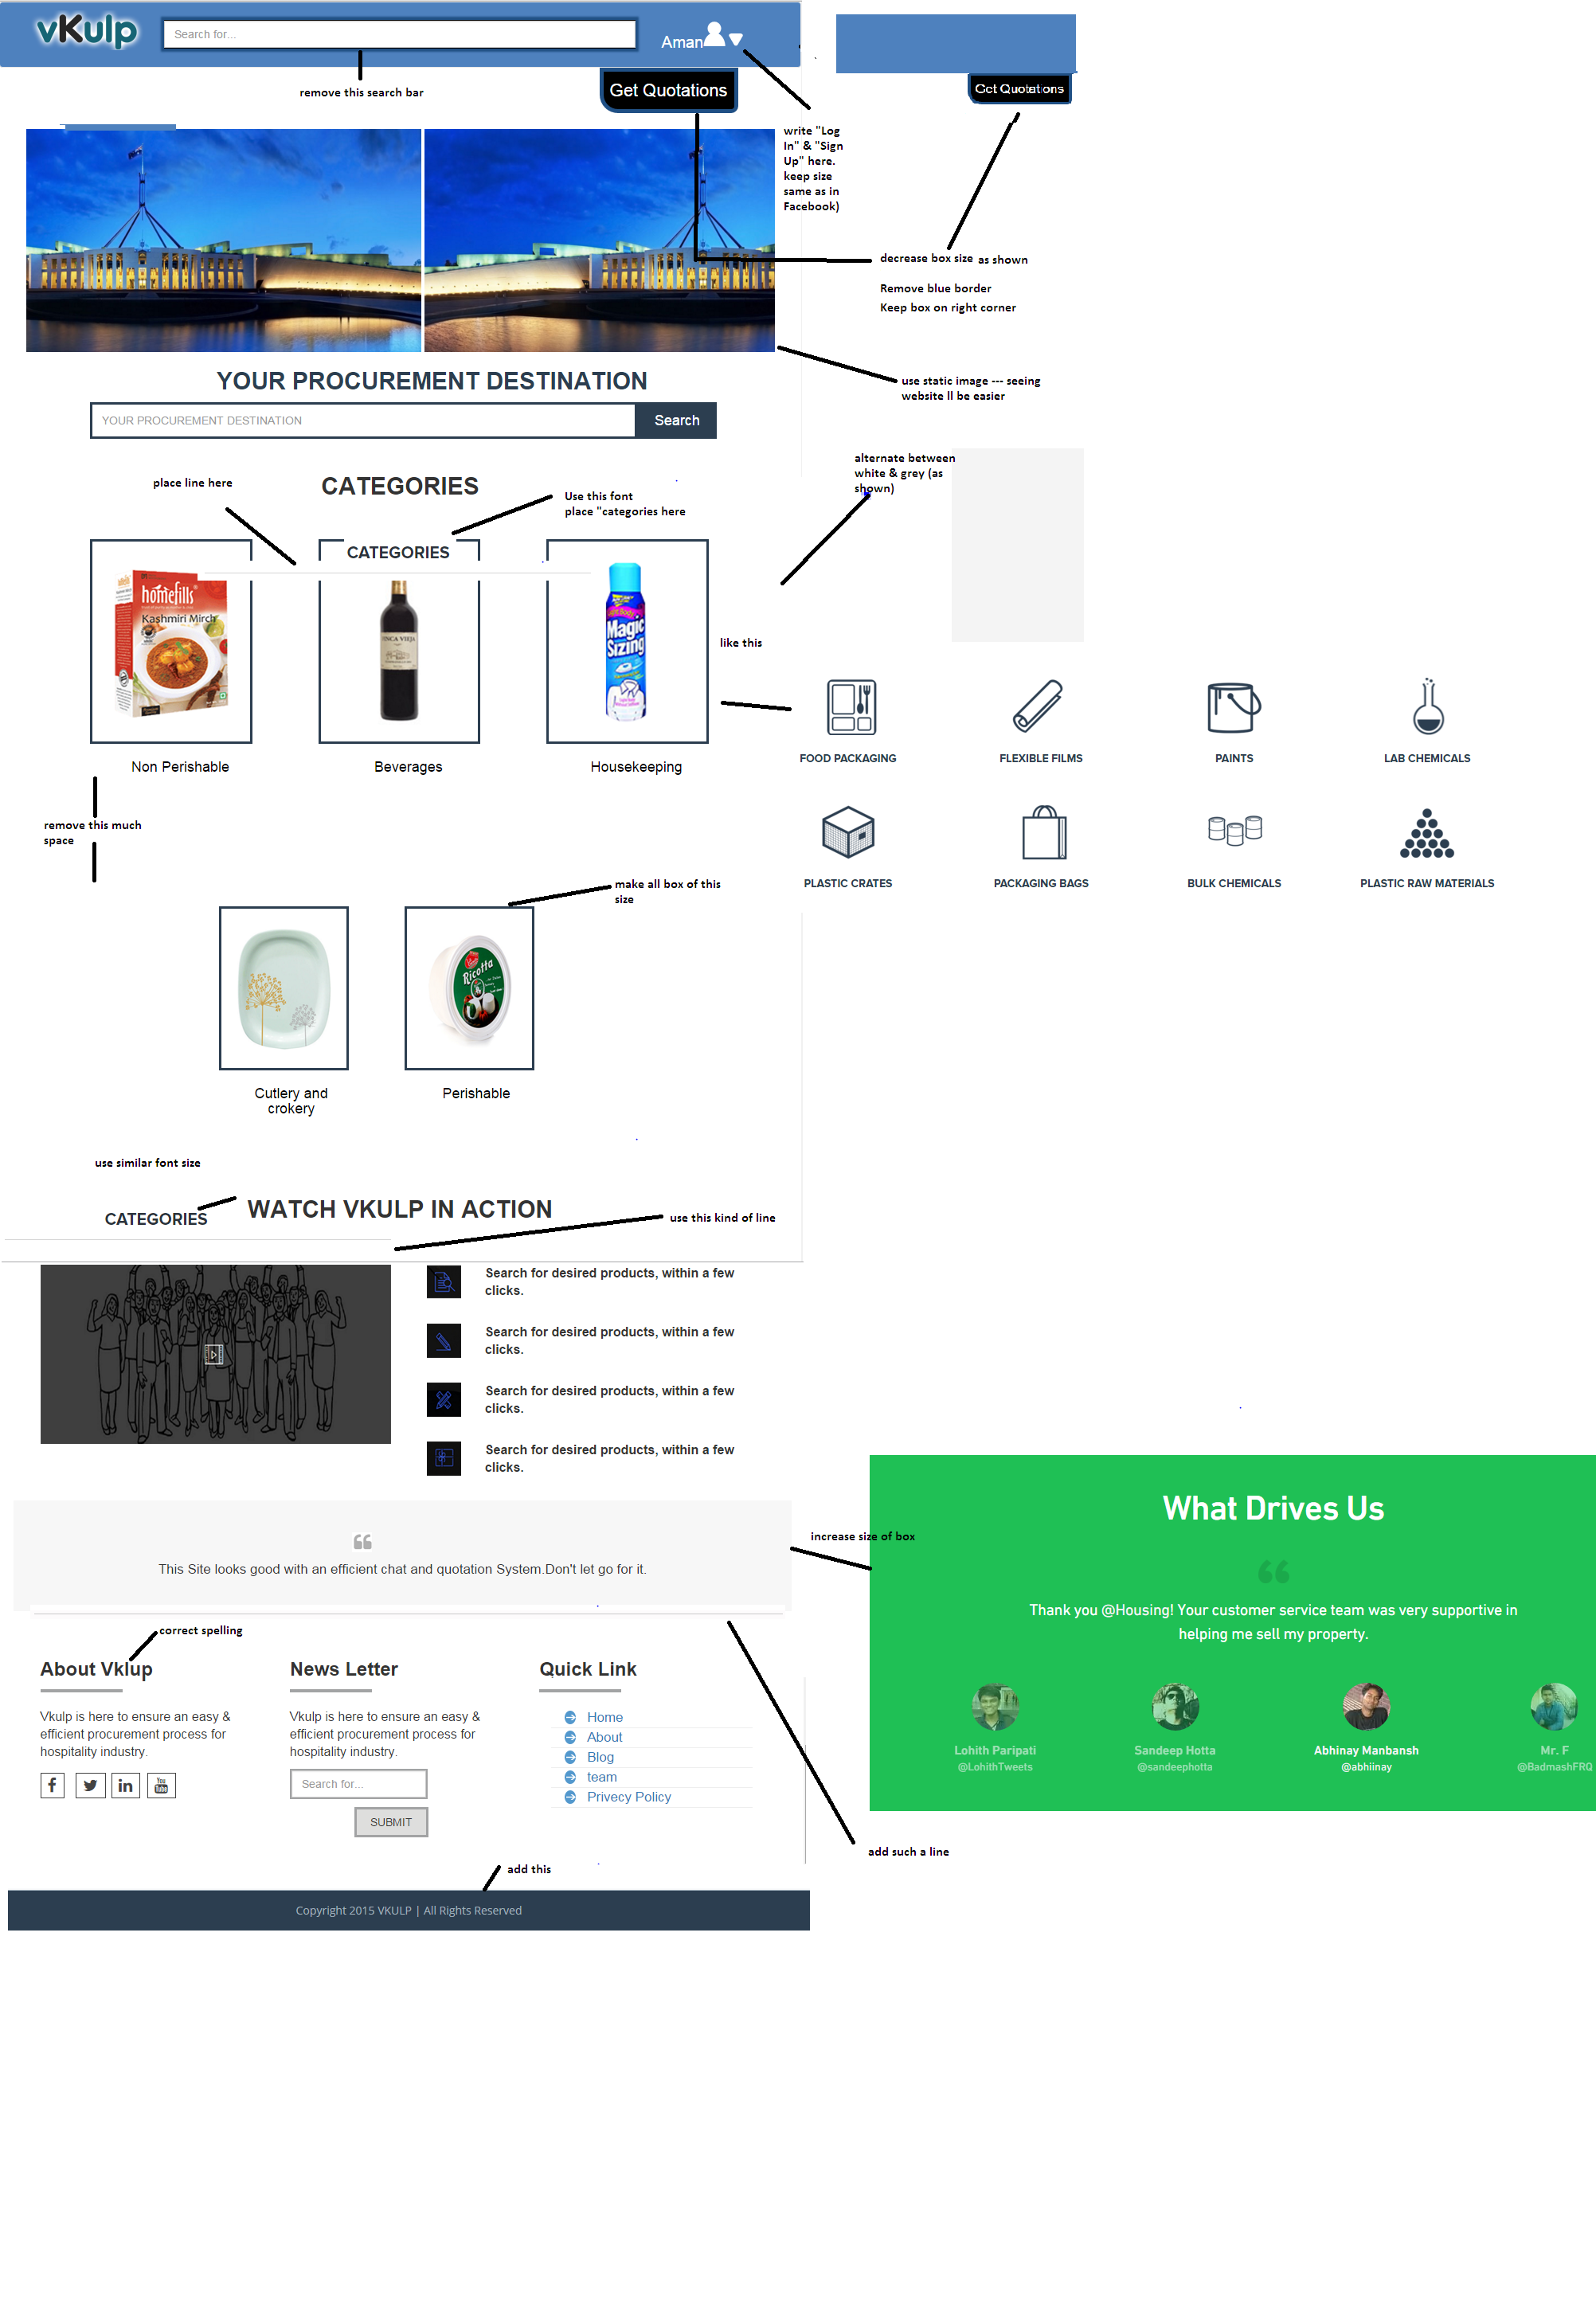 vKulp
Search for...
Aman
remove this search bar
Get Quotations
Get Quotations
write "Log
In" & "Sign
Up" here.
keep size
same as in
Facebook)
decrease box size as shown
Remove blue border
Keep box on right corner
use static image --- seeing
website ll be easier
YOUR PROCUREMENT DESTINATION
YOUR PROCUREMENT DESTINATION
Search
alternate between
white & grey (as
shown)
place line here
CATEGORIES
Use this font
place "categories here
CATEGORIES
homefills
Kashmiri Mirch
FINCA VIEJA
Magic
Sizing
like this
Non Perishable
Beverages
Housekeeping
FOOD PACKAGING
FLEXIBLE FILMS
PAINTS
LAB CHEMICALS
PLASTIC CRATES
PACKAGING BAGS
BULK CHEMICALS
PLASTIC RAW MATERIALS
remove this much
space
make all box of this
size
Ricotta
Cutlery and
crokery
Perishable
use similar font size
CATEGORIES
WATCH VKULP IN ACTION
use this kind of line
Search for desired products, within a few
clicks.
Search for desired products, within a few
clicks.
Search for desired products, within a few
clicks.
Search for desired products, within a few
clicks.
This Site looks good with an efficient chat and quotation System.Don't let go for it.
increase size of box
What Drives Us
Thank you @Housing! Your customer service team was very supportive in
helping me sell my property.
Lohith Paripati
@LohithTweets
Sandeep Hotta
@sandeephotta
Abhinay Manbansh
@abhiinay
Mr. F
@BadmashFRQ
correct spelling
About Vklup
Vkulp is here to ensure an easy &
efficient procurement process for
hospitality industry.
You
Tube
News Letter
Vkulp is here to ensure an easy &
efficient procurement process for
hospitality industry.
Search for...
SUBMIT
Quick Link
Home
About
Blog
team
Privecy Policy
add such a line
add this
Copyright 2015 VKULP | All Rights Reserved